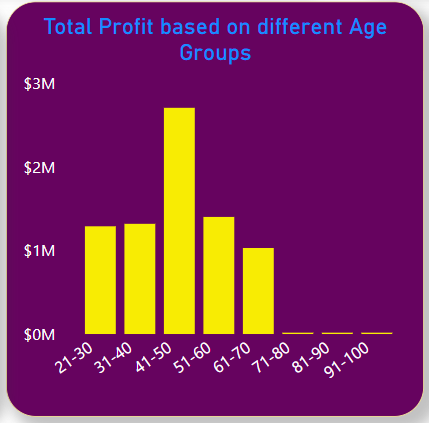 Total Profit based on different Age
Groups
$3M
$2M
$1M
$0M
21-30
31-40
41-50
51-60
61-70
71-80
81-90
91-100